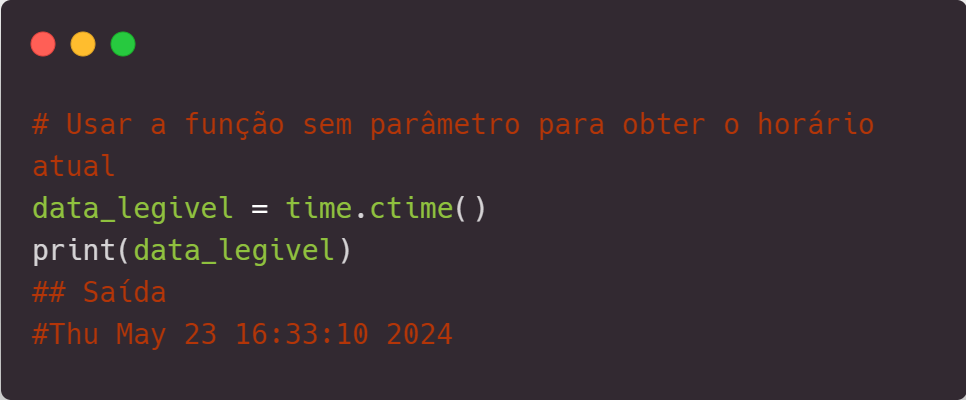 # Usar a função sem parâmetro para obter o horário
atual
data_legivel = time.ctime()
print(data_legivel)
## Saída
#Thu May 23 16:33:10 2024